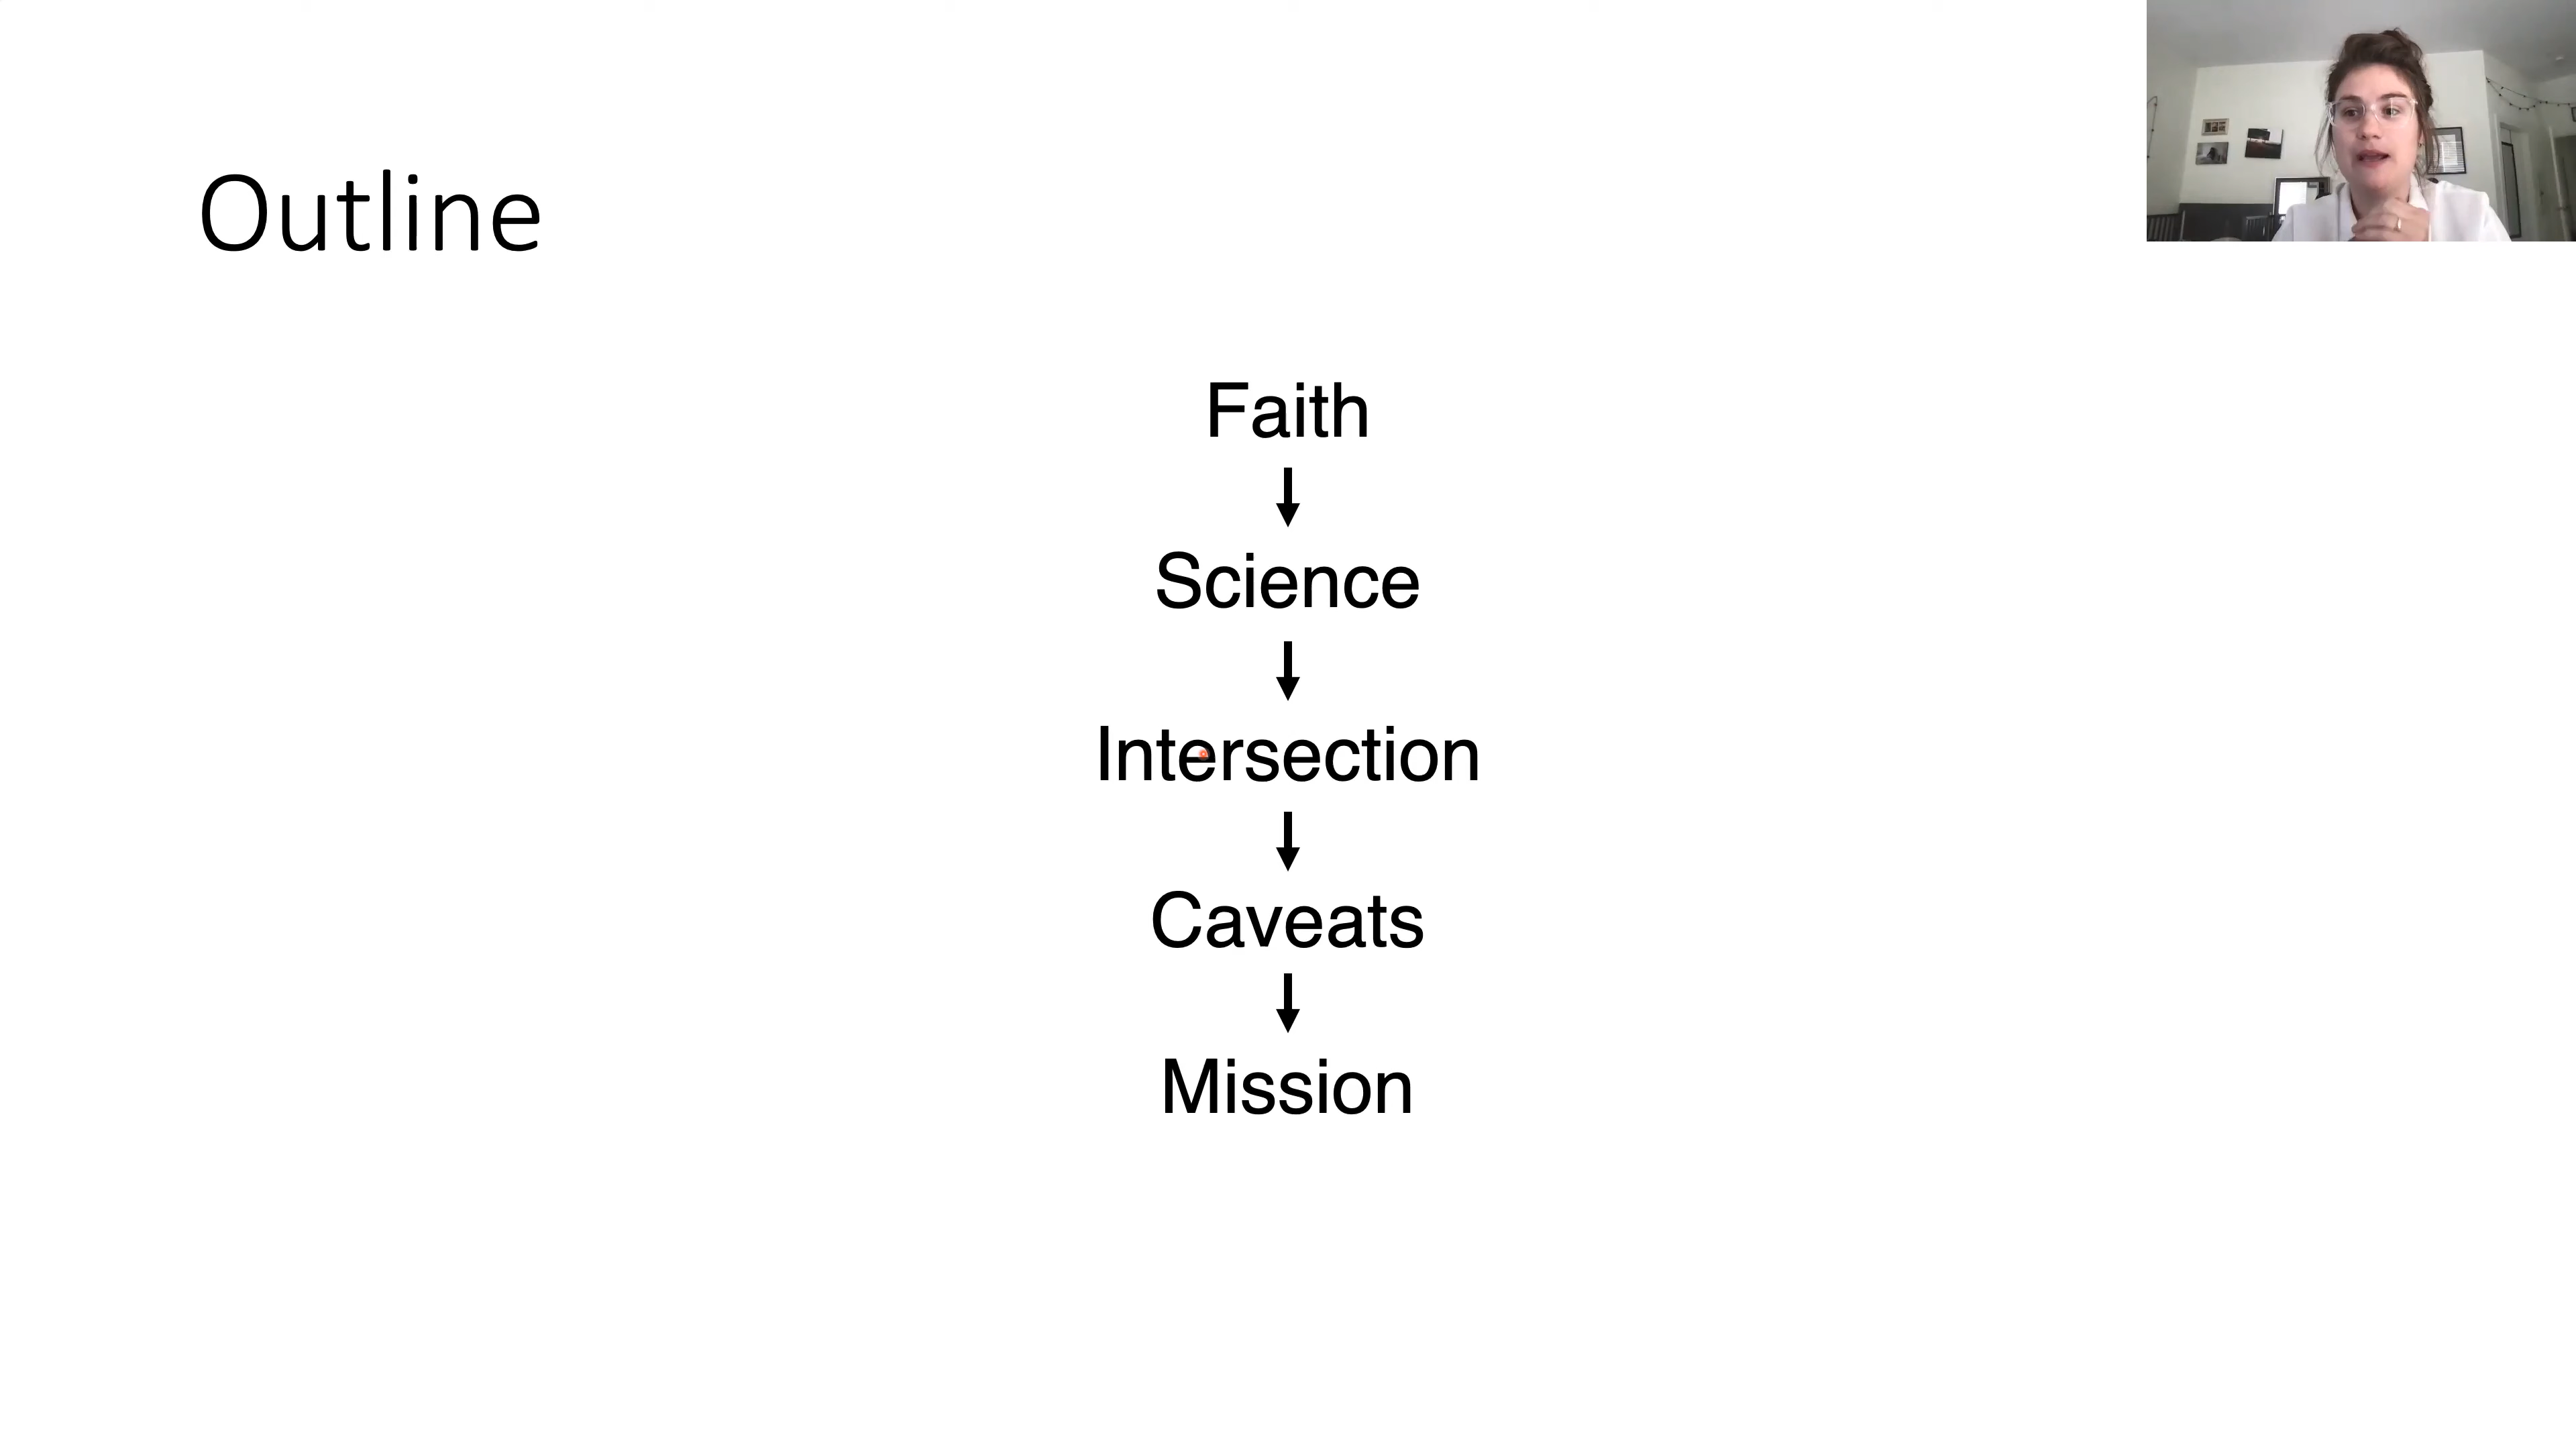 Outline
Faith
Science
Intersection
Caveats
Mission